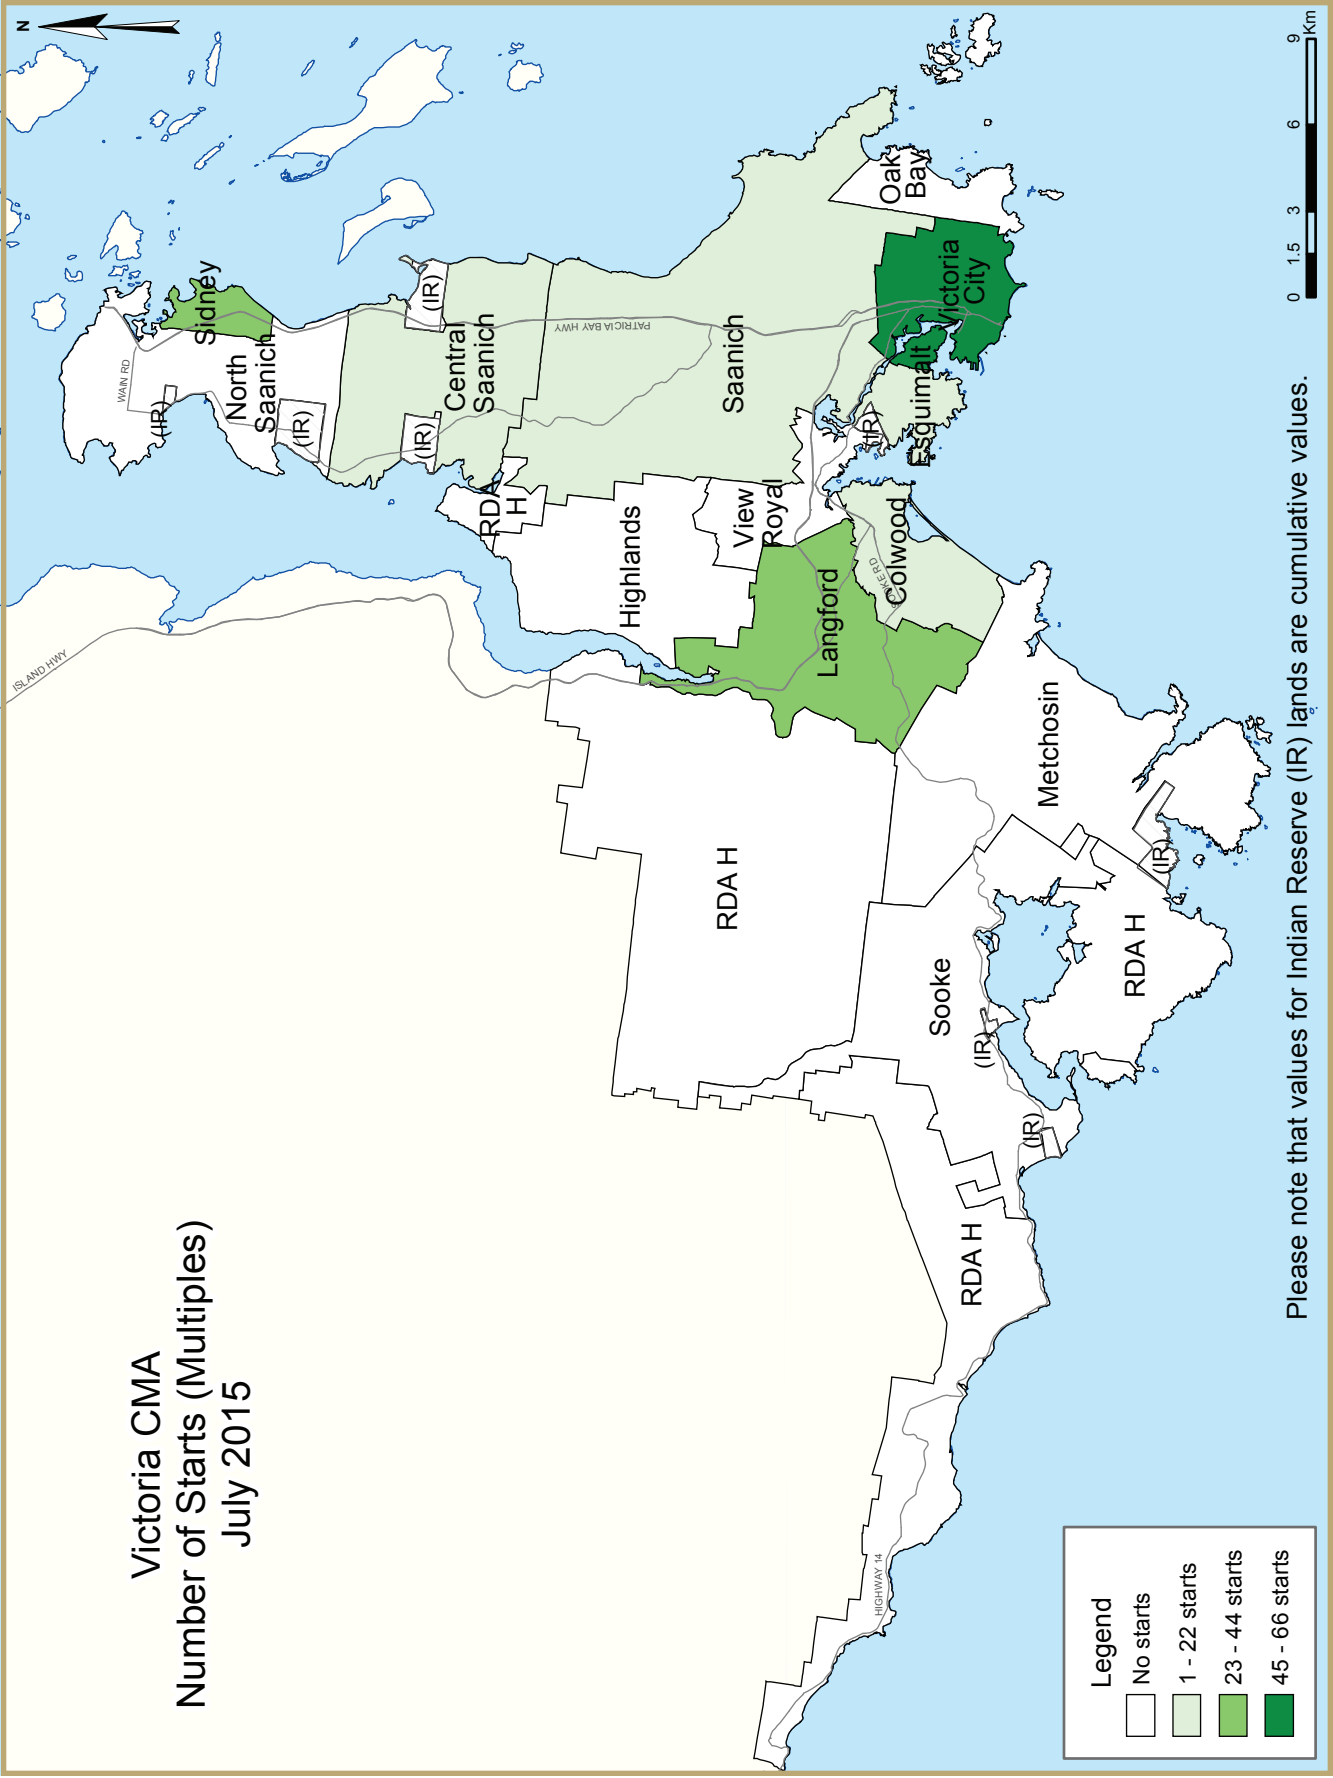 Victoria CMA
Number of Starts (Multiples)
July 2015
N
ISLAND HWY
WAIN RD
Sidney
(IR)
North
Saanich
(IR)
(IR)
(IR)
Central
Saanich
PATRICIA BAY HWY
RDA
H
Highlands
View
Royal
Saanich
Langford
SOOKE RD
Colwood
(IR)
Esquimalt
Victoria
City
Oak
Bay
RDA H
Metchosin
(IR)
Sooke
(IR)
(IR)
RDA H
RDA H
HIGHWAY 14
Legend
No starts
1 - 22 starts
23 - 44 starts
45 - 66 starts
0 1.5 3 6 9
Km
Please note that values for Indian Reserve (IR) lands are cumulative values.